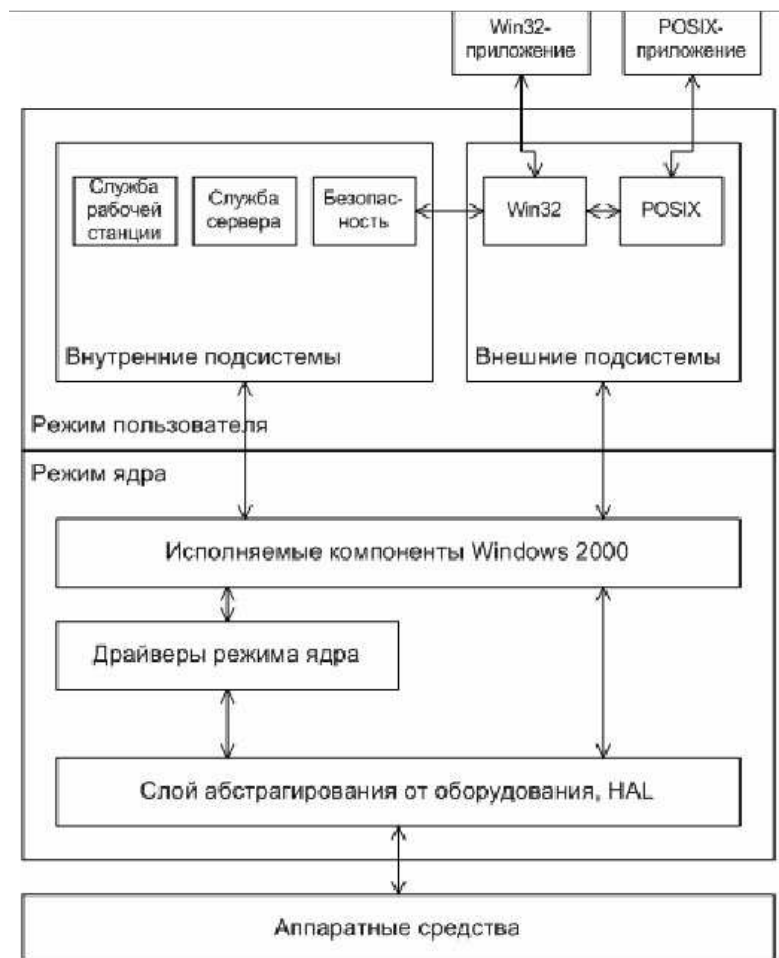 Win32-
приложение
POSIX-
приложение
Служба
рабочей
станции
Служба
сервера
Безопас-
ность
Win32
POSIX
Внутренние подсистемы
Внешние подсистемы
Режим пользователя
Режим ядра
Исполняемые компоненты Windows 2000
Драйверы режима ядра
Слой абстрагирования от оборудования, HAL
Аппаратные средства